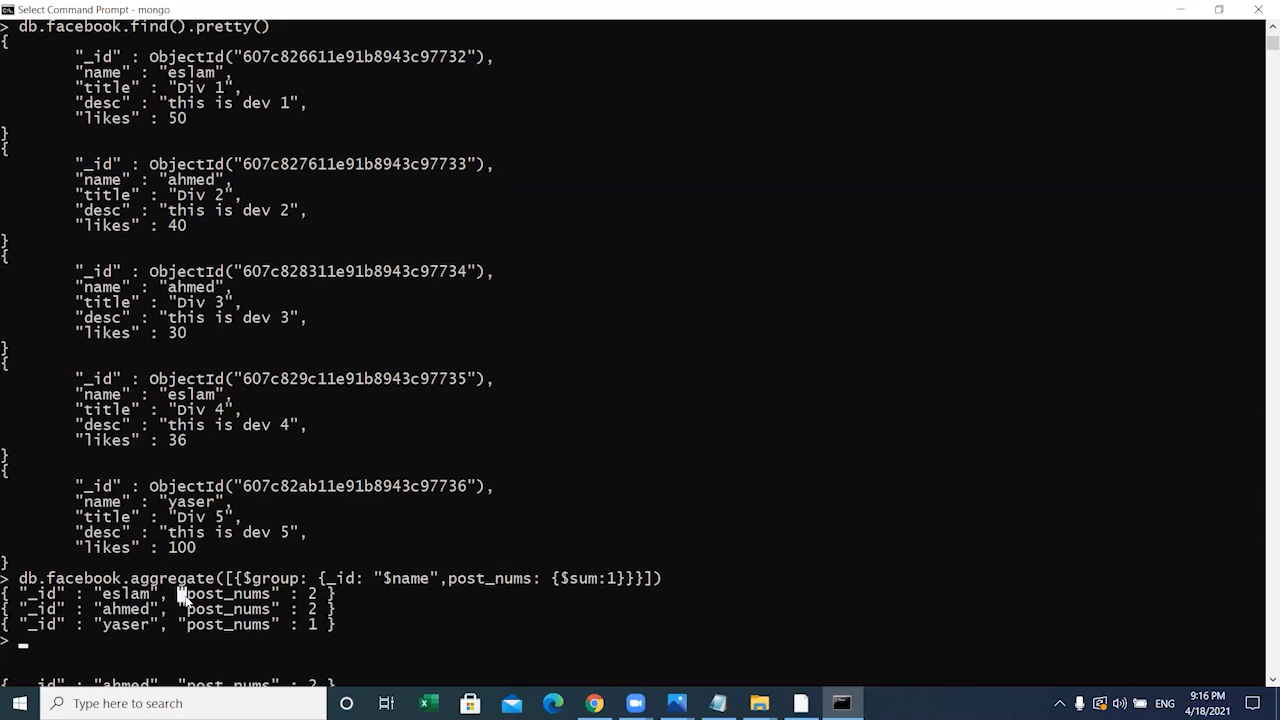 Select Command Prompt - mongo
> db.facebook.find().pretty()
{
"_id" : ObjectId("607c826611e91b8943c97732"),
"name" : "eslam",
"title" : "Div 1",
"desc" : "this is dev 1",
"likes" : 50
}
{
"_id" : ObjectId("607c827611e91b8943c97733"),
"name" : "ahmed",
"title" : "Div 2",
"desc" : "this is dev 2",
"likes" : 40
}
{
"_id" : ObjectId("607c828311e91b8943c97734"),
"name" : "ahmed",
"title" : "Div 3",
"desc" : "this is dev 3",
"likes" : 30
}
{
"_id" : ObjectId("607c829c11e91b8943c97735"),
"name" : "eslam",
"title" : "Div 4",
"desc" : "this is dev 4",
"likes" : 36
}
{
"_id" : ObjectId("607c82ab11e91b8943c97736"),
"name" : "yaser",
"title" : "Div 5",
"desc" : "this is dev 5",
"likes" : 100
}
> db.facebook.aggregate([{$group: {_id: "$name",post_nums: {$sum:1}}}])
{ "_id" : "eslam", "post_nums" : 2 }
{ "_id" : "ahmed", "post_nums" : 2 }
{ "_id" : "yaser", "post_nums" : 1 }
>
{ "_id" : "ahmed", "post_nums" : 2 }
Type here to search
9:16 PM
ENG
4/18/2021